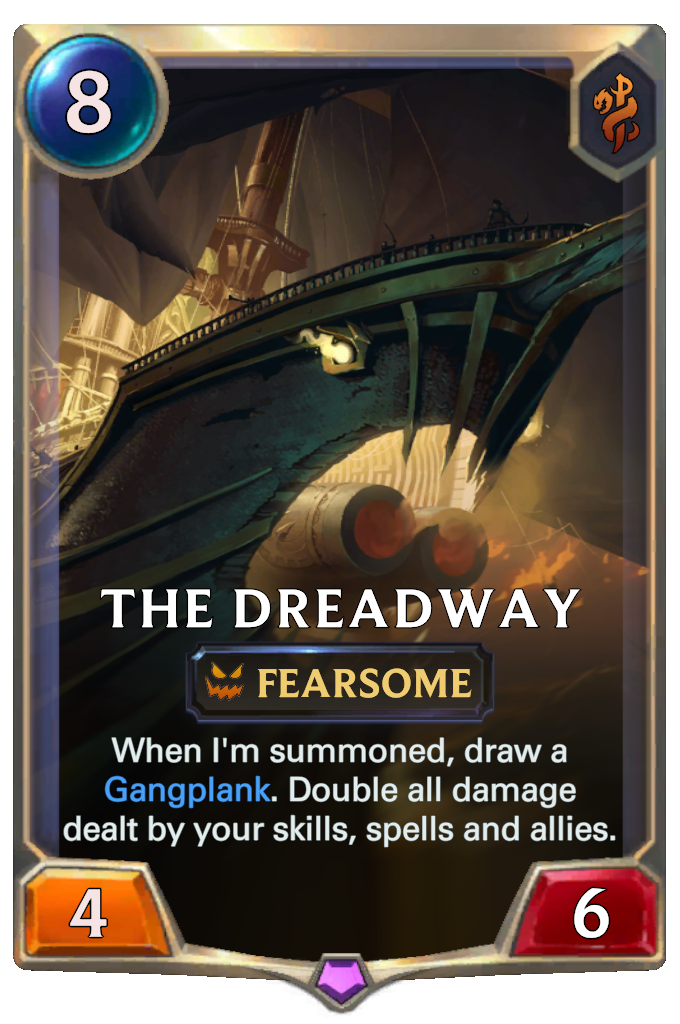 8
THE DREADWAY
FEARSOME
When I'm summoned, draw a
Gangplank. Double all damage
dealt by your skills, spells and allies.
4
6